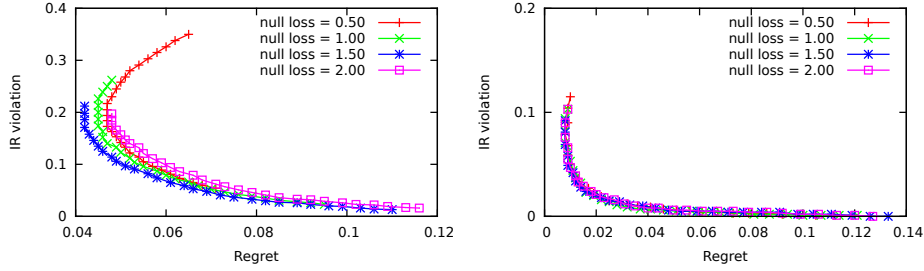 0.4
0.3
0.2
0.1
0
IR violation
null loss = 0.50
null loss = 1.00
null loss = 1.50
null loss = 2.00
0.04 0.06 0.08 0.1 0.12
Regret
0.2
0.1
0
IR violation
null loss = 0.50
null loss = 1.00
null loss = 1.50
null loss = 2.00
0 0.02 0.04 0.06 0.08 0.1 0.12 0.14
Regret